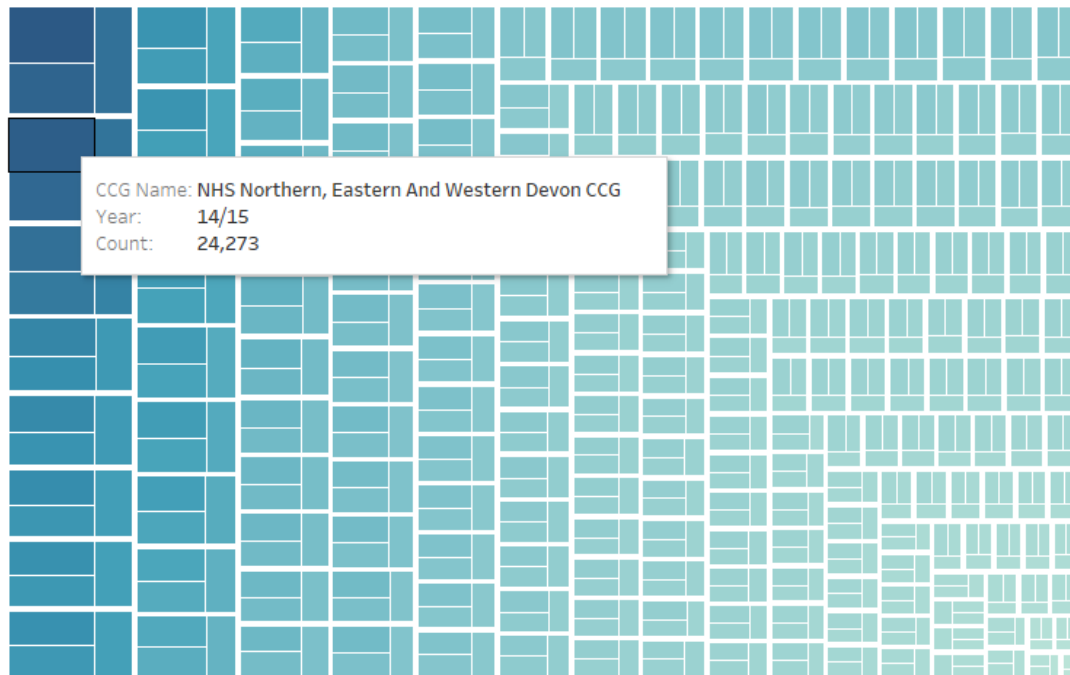 CCG Name: NHS Northern, Eastern And Western Devon CCG
Year: 14/15
Count: 24,273